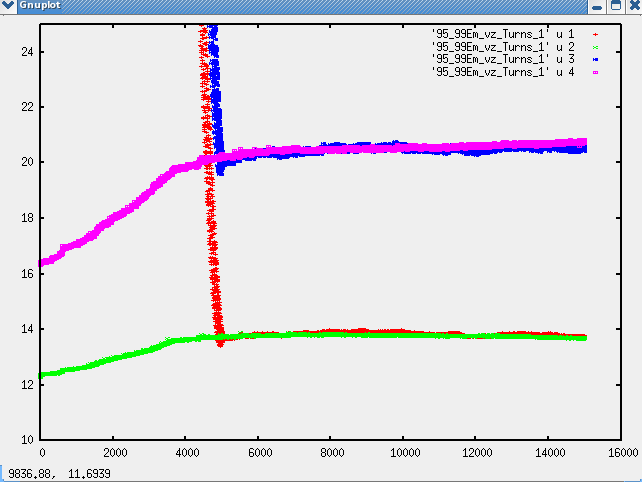 Gnuplot
'95_99Em_vz_Turns_1' u 1
'95_99Em_vz_Turns_1' u 2
'95_99Em_vz_Turns_1' u 3
'95_99Em_vz_Turns_1' u 4
24
22
20
18
16
14
12
10
0 2000 4000 6000 8000 10000 12000 14000 16000
9836.88, 11.6939